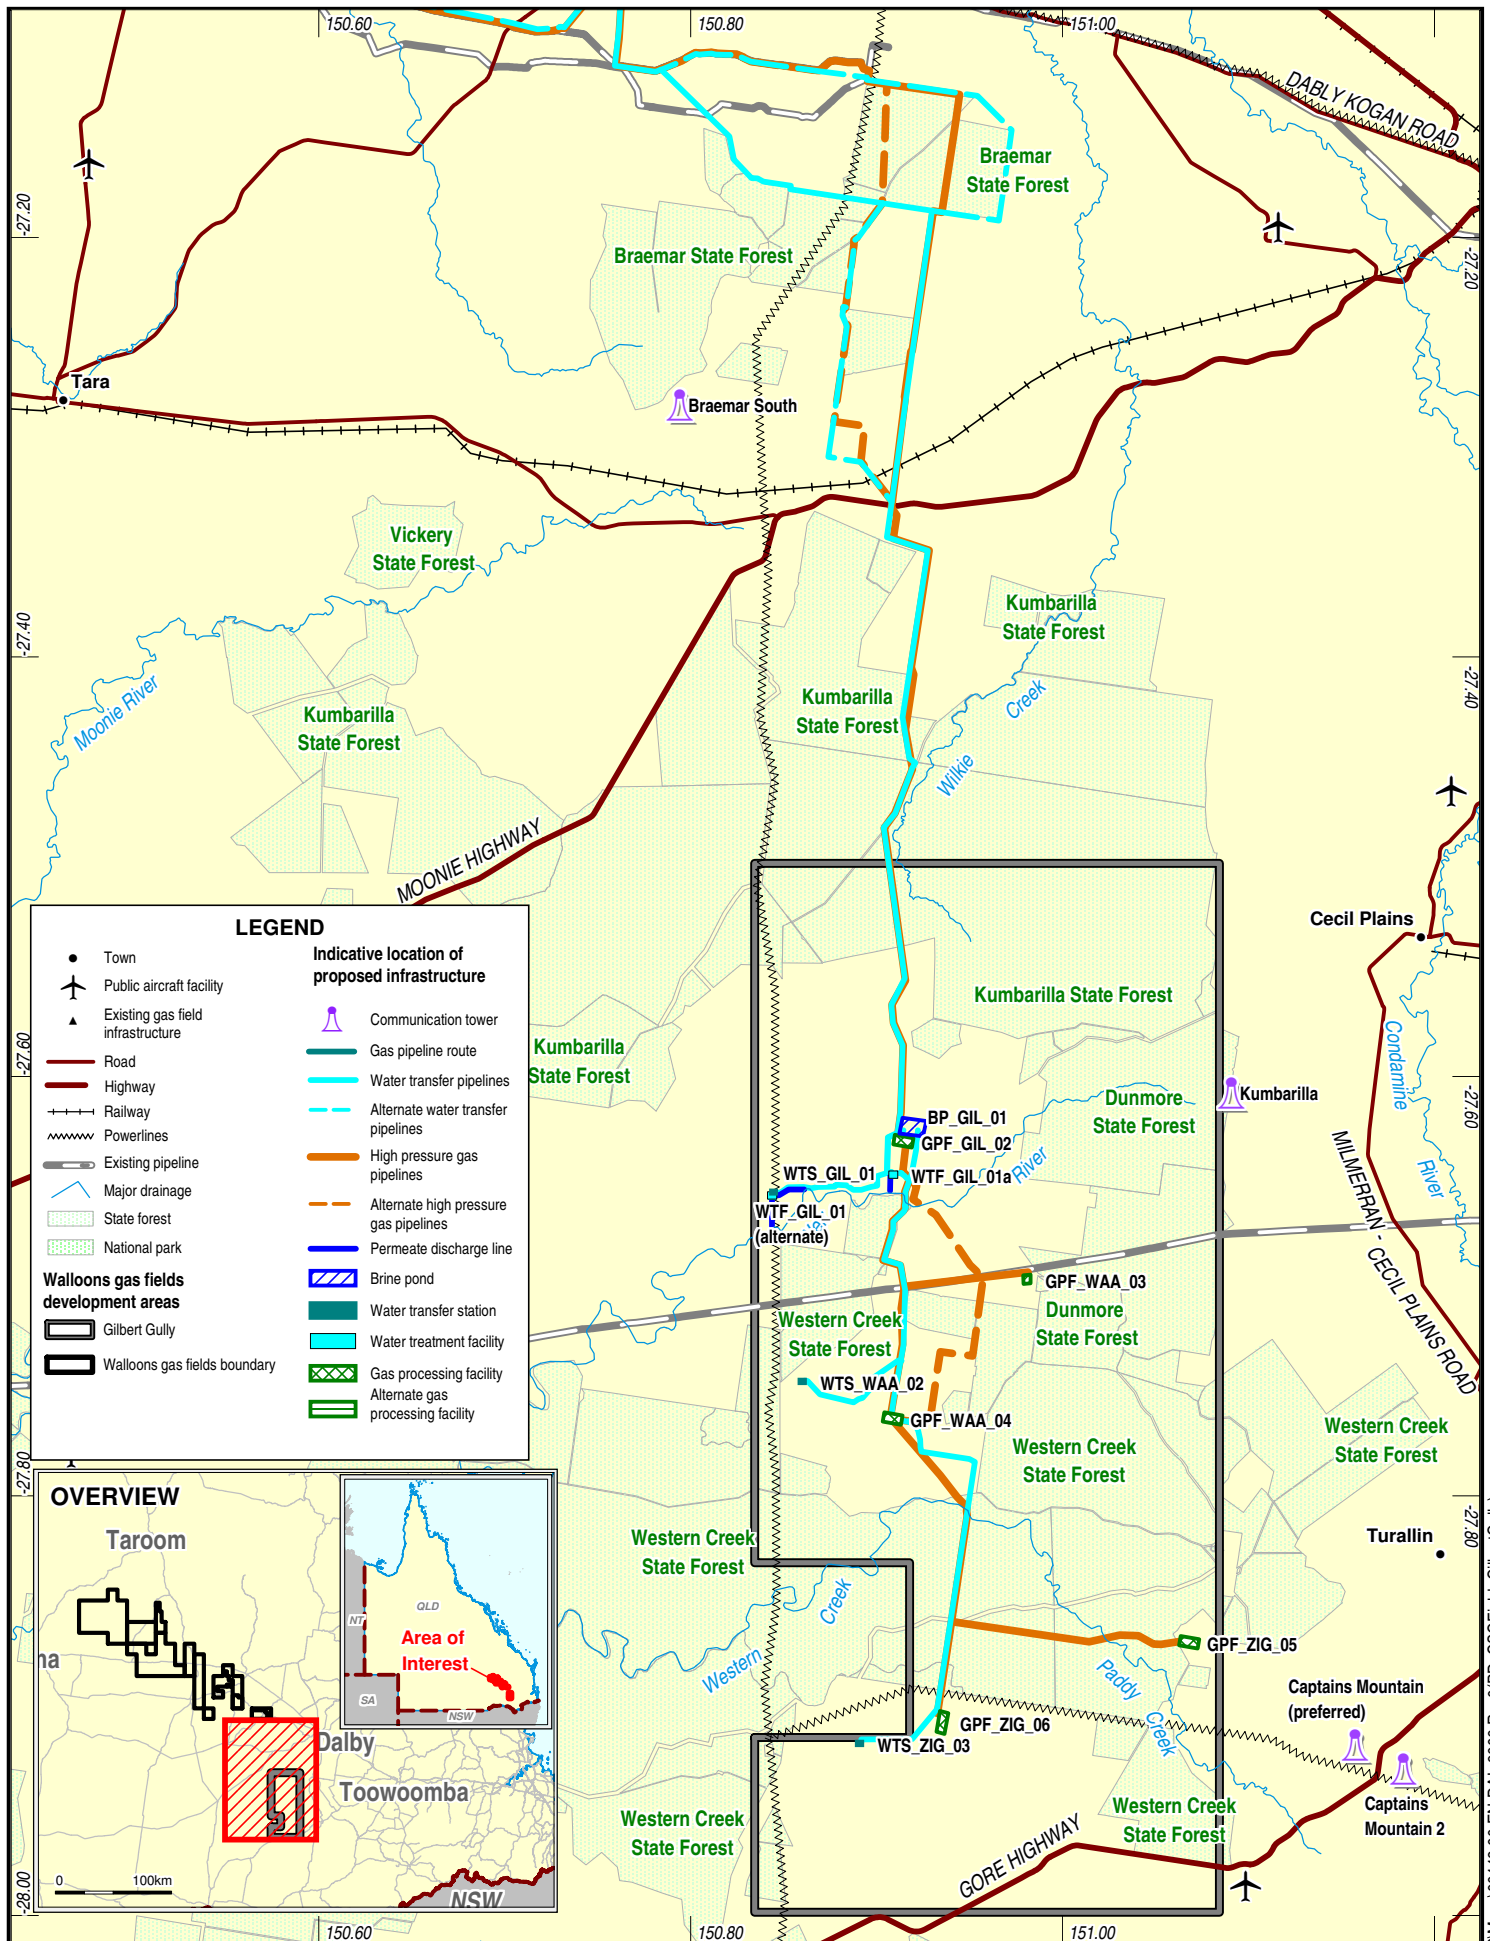 150.60
150.80
151.00
DABLY KOGAN ROAD
Braemar
State Forest
-27.20
-27.20
Braemar State Forest
Tara
Braemar South
Vickery
State Forest
Kumbarilla
State Forest
-27.40
-27.40
Moonie River
Kumbarilla
State Forest
Kumbarilla
State Forest
Creek
Wilkie
MOONIE HIGHWAY
Cecil Plains
Kumbarilla State Forest
Condamine
River
-27.60
-27.60
Kumbarilla
State Forest
Dunmore
State Forest
Kumbarilla
BP_GIL_01
GPF_GIL_02
River
WTS_GIL_01
WTF_GIL_01a
WTF_GIL_01
(alternate)
MILMERRAN - CECIL PLAINS ROAD
GPF_WAA_03
Dunmore
State Forest
Western Creek
State Forest
WTS_WAA_02
GPF_WAA_04
Western Creek
State Forest
Western Creek
State Forest
-27.80
-27.80
Turallin
Western Creek
State Forest
Creek
Western
GPF_ZIG_05
Paddy
Creek
Captains Mountain
(preferred)
GPF_ZIG_06
WTS_ZIG_03
Captains
Mountain 2
Western Creek
State Forest
Western Creek
State Forest
GORE HIGHWAY
-28.00
150.60
150.80
151.00
LEGEND
Town
Public aircraft facility
Existing gas field
infrastructure
Road
Highway
Railway
Powerlines
Existing pipeline
Major drainage
State forest
National park
Walloons gas fields
development areas
Gilbert Gully
Walloons gas fields boundary
Indicative location of
proposed infrastructure
Communication tower
Gas pipeline route
Water transfer pipelines
Alternate water transfer
pipelines
High pressure gas
pipelines
Alternate high pressure
gas pipelines
Permeate discharge line
Brine pond
Water transfer station
Water treatment facility
Gas processing facility
Alternate gas
processing facility
OVERVIEW
Taroom
na
Dalby
Toowoomba
NSW
0 100km
NT
QLD
Area of
Interest
SA
NSW